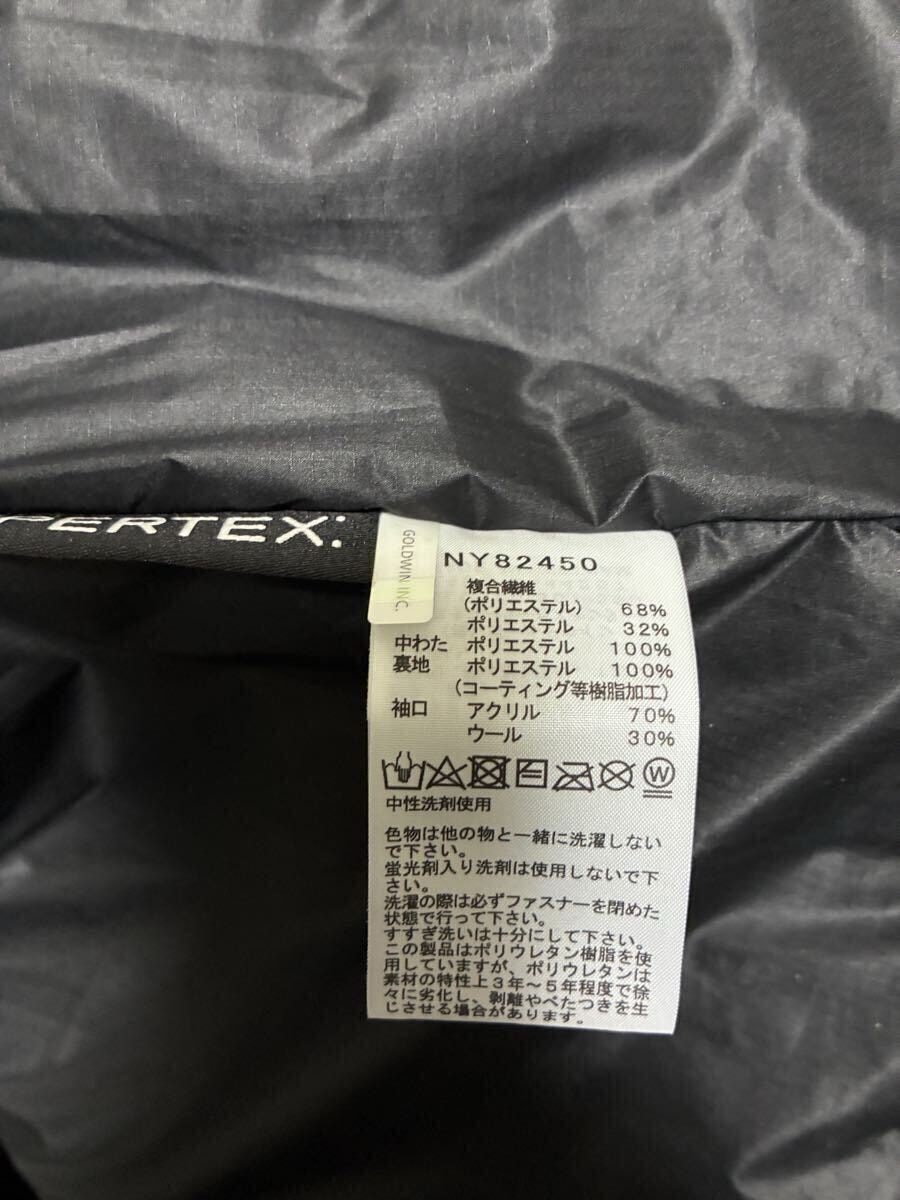 PERTEX:
GOLDWIN INC.
NY82450
複合繊維
(ポリエステル) 68%
ポリエステル 32%
中わた ポリエステル 100%
裏地 ポリエステル 100%
(コーティング等樹脂加工)
袖口 アクリル 70%
ウール 30%
W
中性洗剤使用
色物は他の物と一緒に洗濯しない
で下さい。
蛍光剤入り洗剤は使用しないで下
さい。
洗濯の際は必ずファスナーを閉めた
状態で行って下さい。
すすぎ洗いは十分にして下さい。
この製品はポリウレタン樹脂を使
用していますが、ポリウレタンは
素材の特性上3年～5年程度で徐
々に劣化し、剥離やべたつきを生
じさせる場合があります。